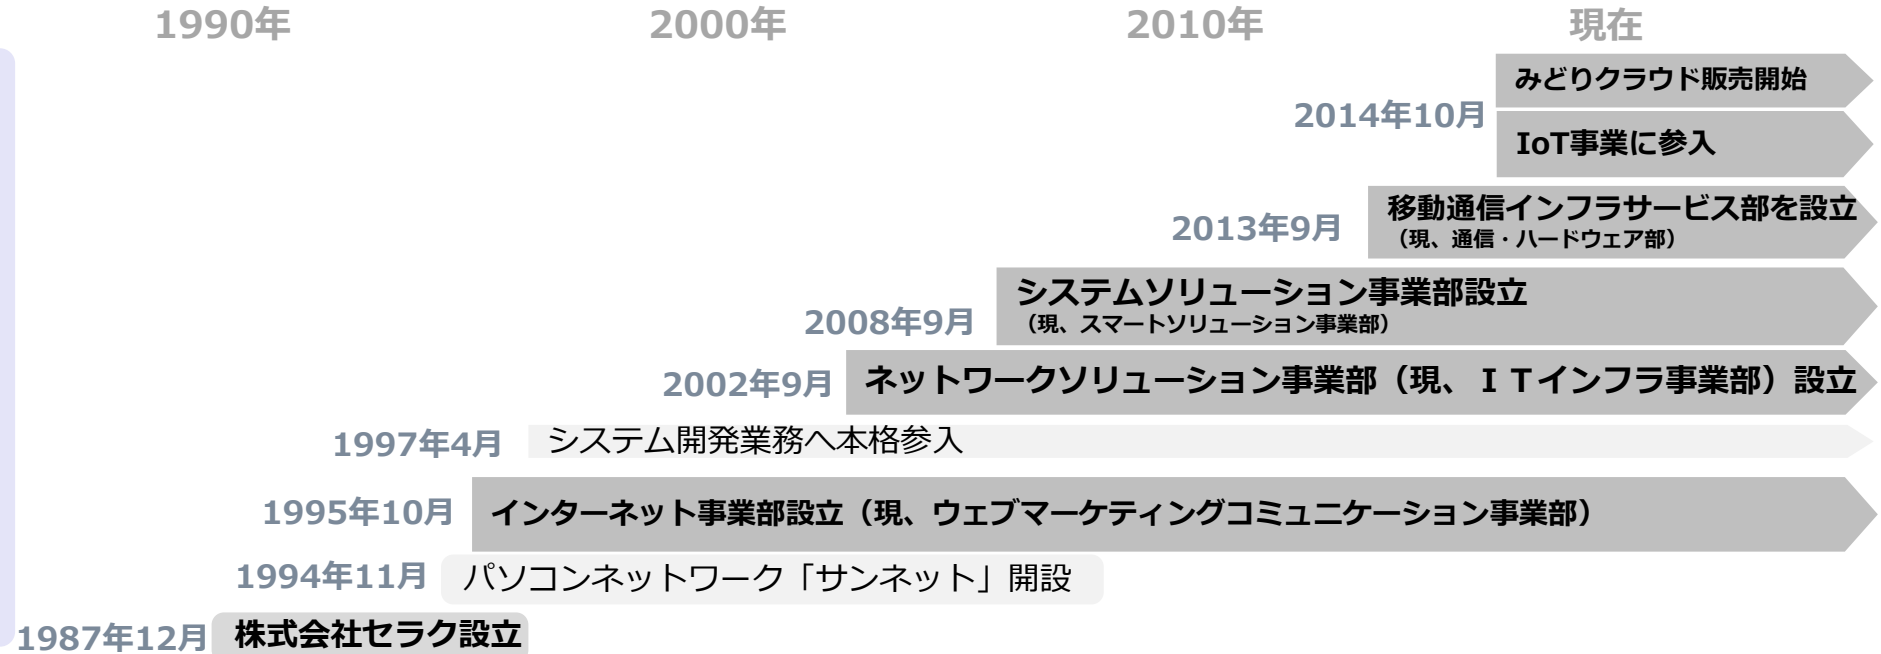 1990年 2000年 2010年 現在
みどりクラウド販売開始
2014年10月
IoT事業に参入
2013年9月 移動通信インフラサービス部を設立
（現、通信・ハードウェア部）
2008年9月 システムソリューション事業部設立
（現、スマートソリューション事業部）
2002年9月 ネットワークソリューション事業部（現、ＩＴインフラ事業部）設立
1997年4月 システム開発業務へ本格参入
1995年10月 インターネット事業部設立（現、ウェブマーケティングコミュニケーション事業部）
1994年11月 パソコンネットワーク「サンネット」開設
1987年12月 株式会社セラク設立